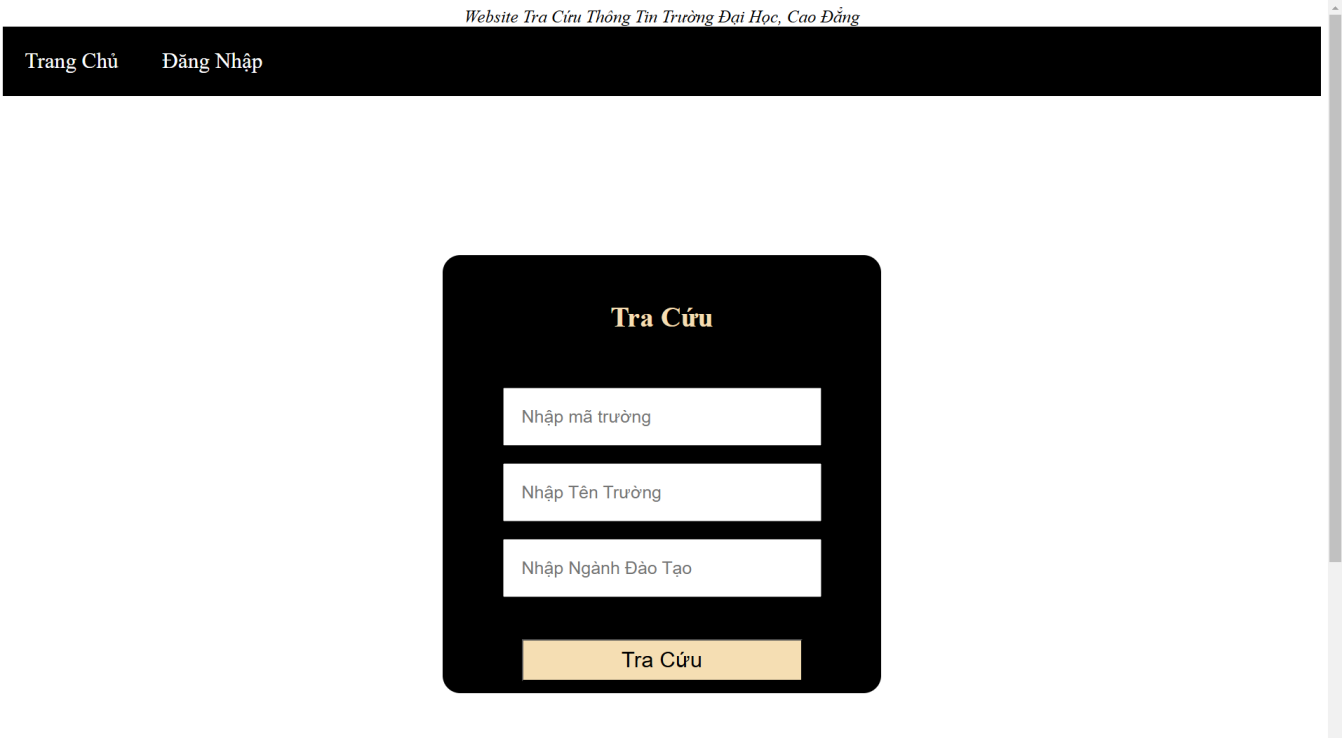 Website Tra Cứu Thông Tin Trường Đại Học, Cao Đẳng
Trang Chủ Đăng Nhập
Tra Cứu
Nhập mã trường
Nhập Tên Trường
Nhập Ngành Đào Tạo
Tra Cứu